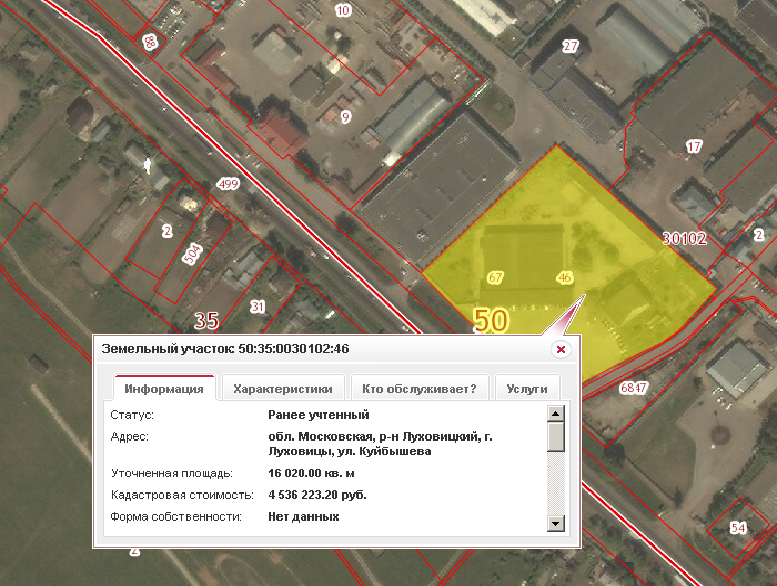 10
88
27
9
17
499
2
504
30102
2
67
46
31
35
50
Земельный участок: 50:35:0030102:46
Информация
Характеристики
Кто обслуживает?
Услуги
Статус:
Ранее учтенный
Адрес:
обл. Московская, р-н Луховицкий, г.
Луховицы, ул. Куйбышева
Уточненная площадь:
16 020.00 кв. м
Кадастровая стоимость:
4 536 223.20 руб.
Форма собственности:
Нет данных
6847
54
2